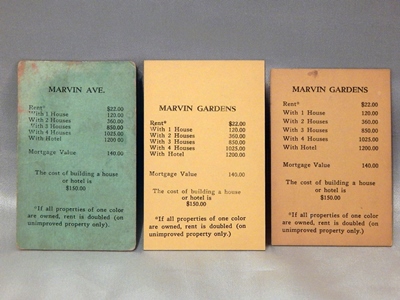 MARVIN AVE.
Rent* $22.00
With 1 House 120.00
With 2 Houses 360.00
With 3 Houses 850.00
With 4 Houses 1025.00
With Hotel 1200.00
Mortgage Value 140.00
The cost of building a house
or hotel is
$150.00
*If all properties of one color
are owned, rent is doubled (on
unimproved property only).
MARVIN GARDENS
Rent* $22.00
With 1 House 120.00
With 2 Houses 360.00
With 3 Houses 850.00
With 4 Houses 1025.00
With Hotel 1200.00
Mortgage Value 140.00
The cost of building a house
or hotel is
$150.00
*If all properties of one color
are owned, rent is doubled (on
unimproved property only.)
MARVIN GARDENS
Rent* $22.00
With 1 House 120.00
With 2 Houses 360.00
With 3 Houses 850.00
With 4 Houses 1025.00
With Hotel 1200.00
Mortgage Value 140.00
The cost of building a house
or hotel is
$150.00
*If all properties of one color
are owned, rent is doubled (on
unimproved property only.)